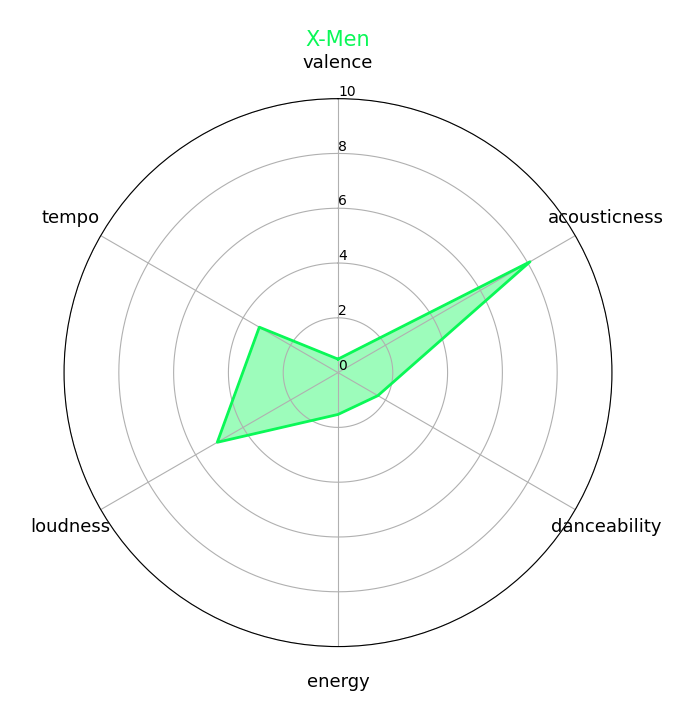 X-Men
valence
10
8
tempo
6
acousticness
4
2
0
loudness
danceability
energy